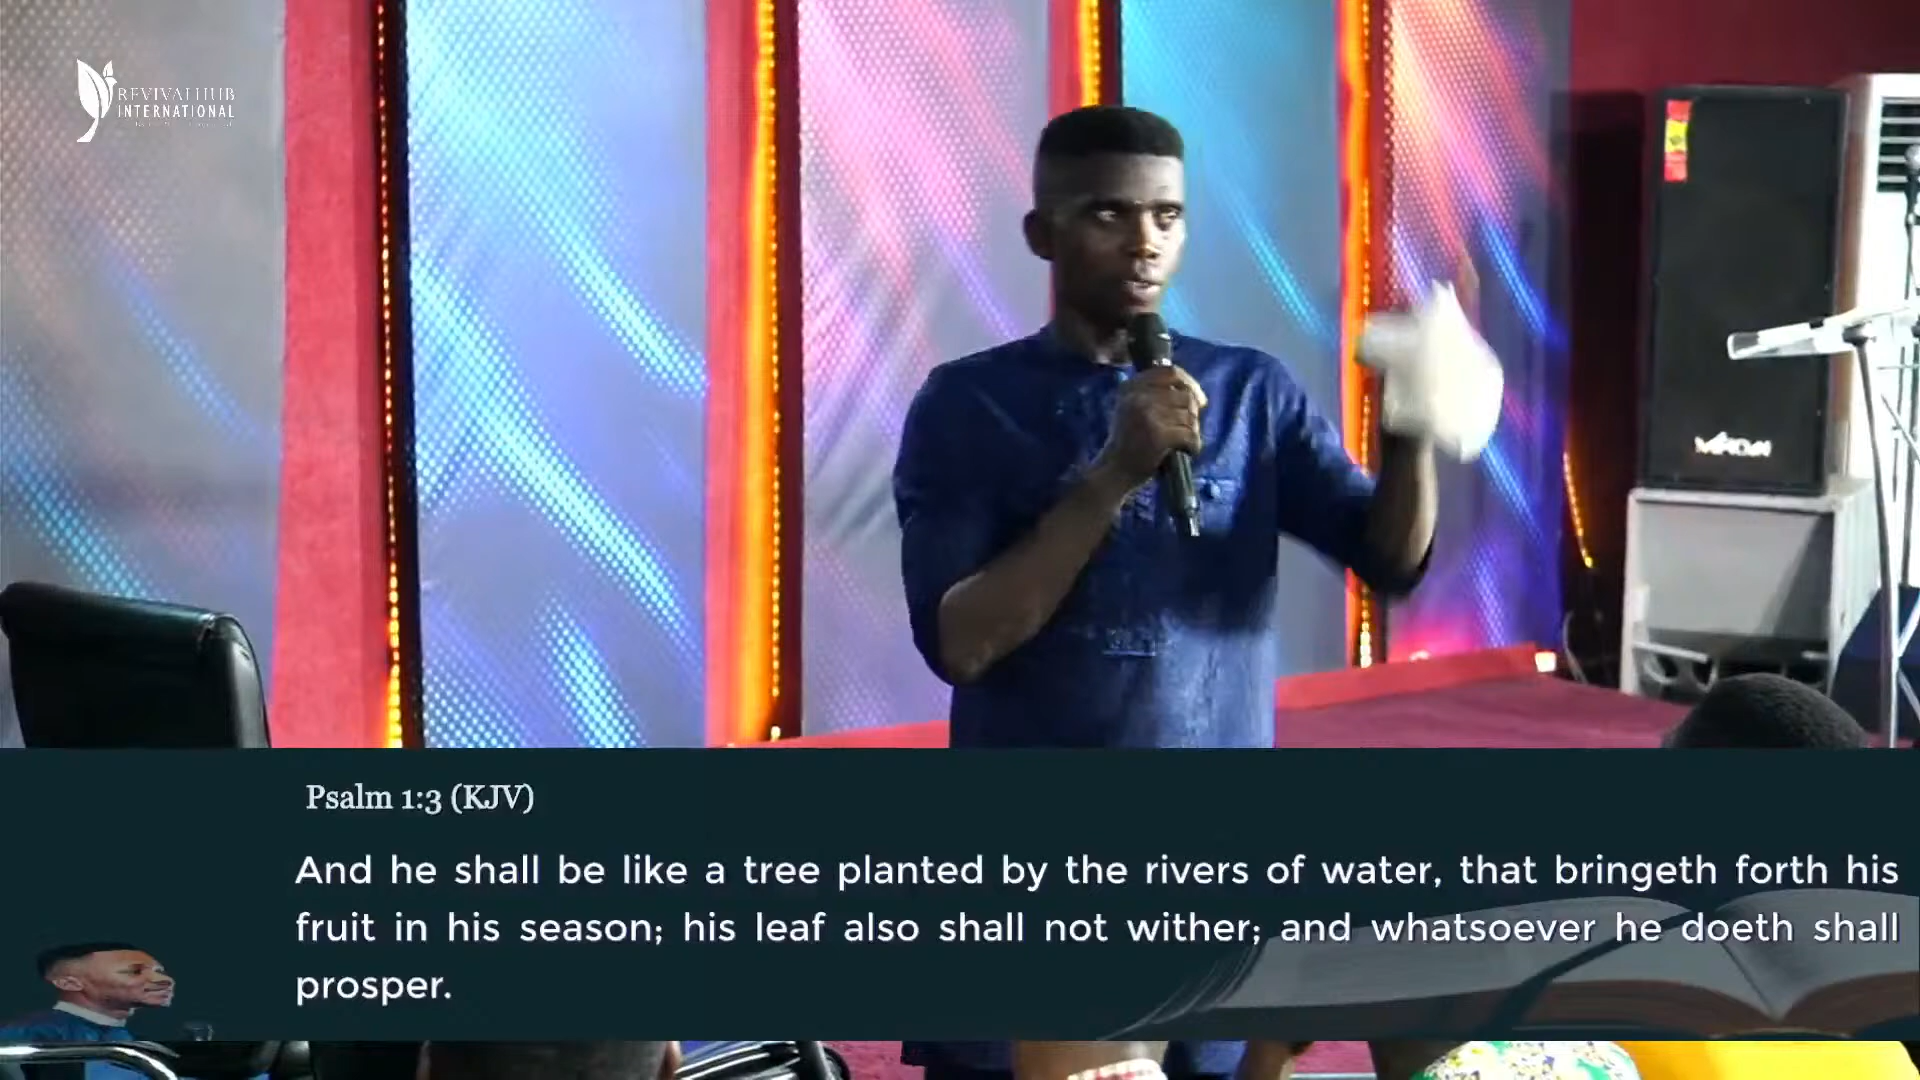 REVIVALHUB
INTERNATIONAL
Psalm 1:3 (KJV)
And he shall be like a tree planted by the rivers of water, that bringeth forth his
fruit in his season; his leaf also shall not wither; and whatsoever he doeth shall
prosper.